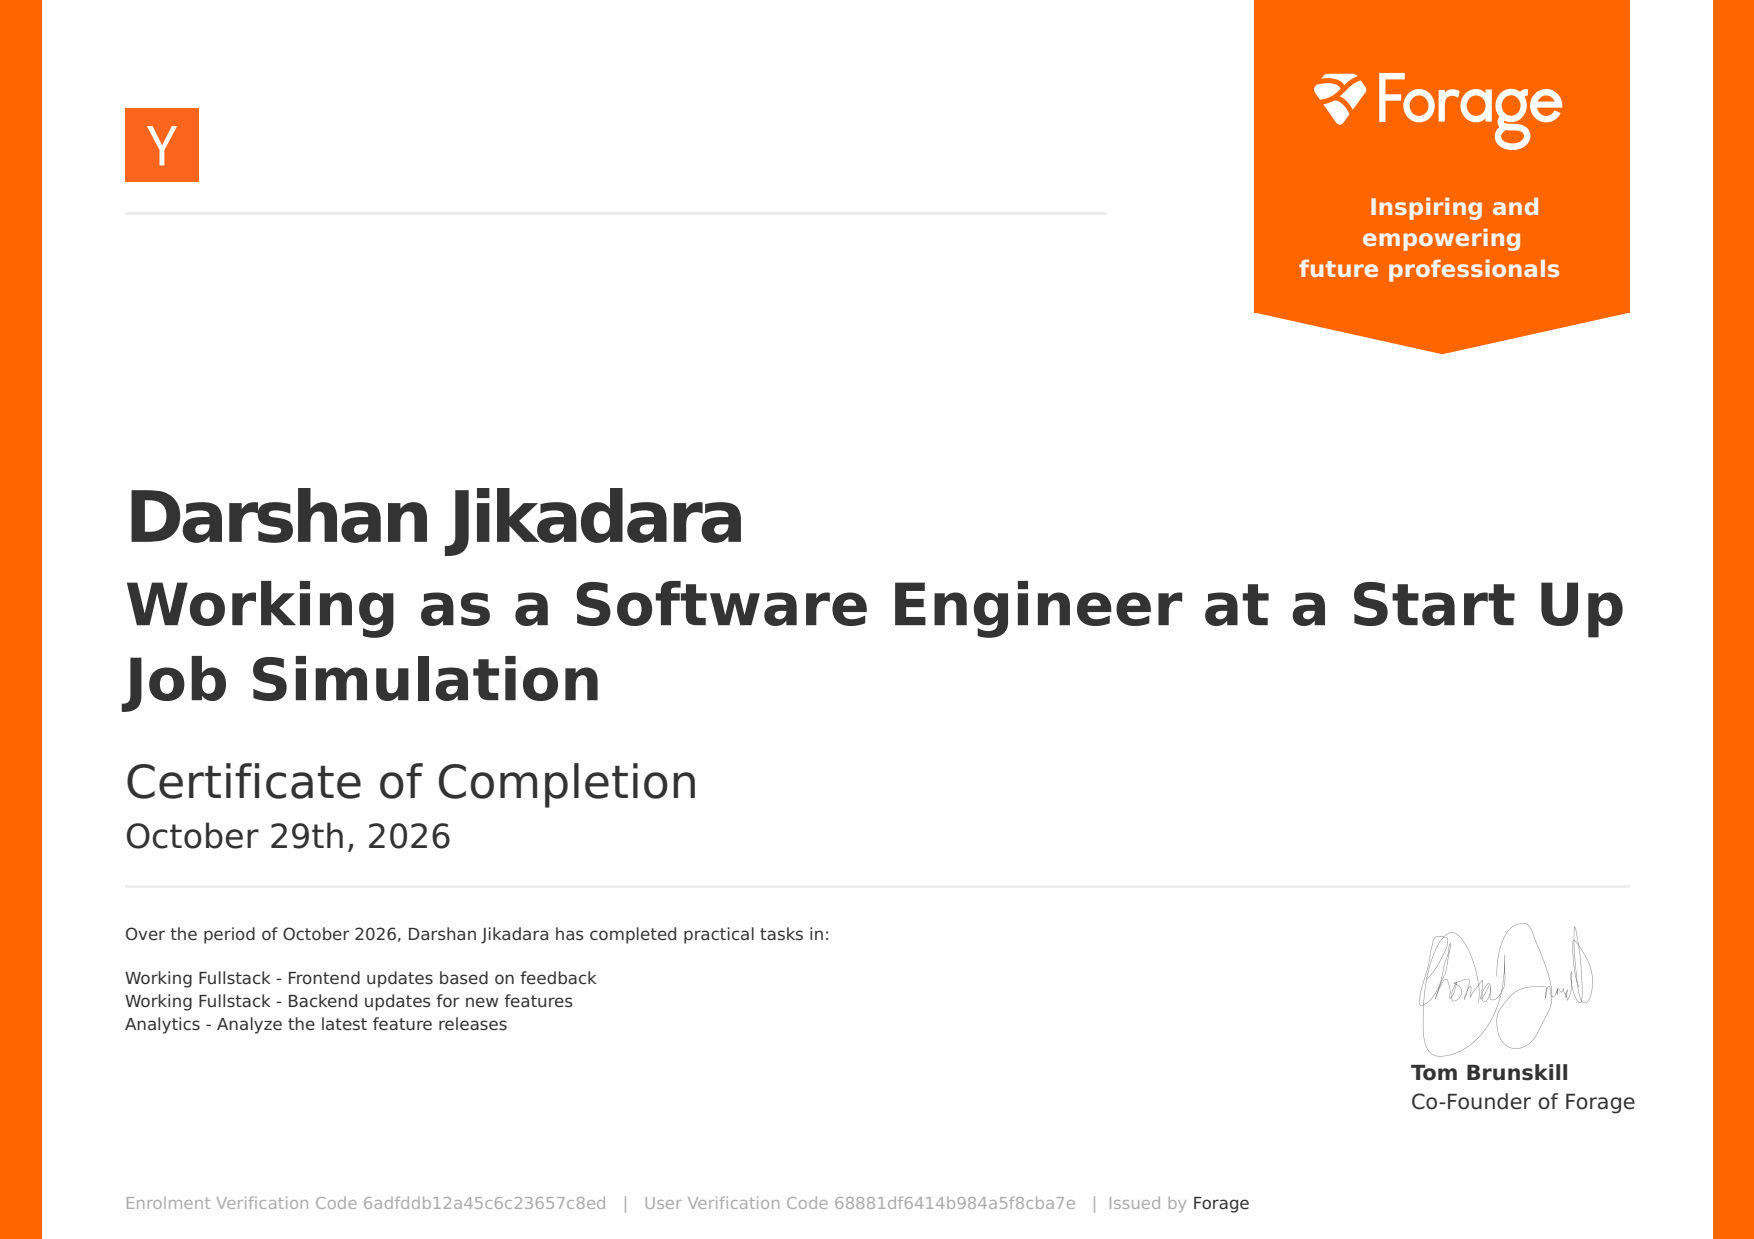 Y
Forage
Inspiring and
empowering
future professionals
Darshan Jikadara
Working as a Software Engineer at a Start Up
Job Simulation
Certificate of Completion
October 29th, 2026
Over the period of October 2026, Darshan Jikadara has completed practical tasks in:
Working Fullstack - Frontend updates based on feedback
Working Fullstack - Backend updates for new features
Analytics - Analyze the latest feature releases
Tom Brunskill
Co-Founder of Forage
Enrolment Verification Code 6adfddb12a45c6c23657c8ed | User Verification Code 68881df6414b984a5f8cba7e | Issued by Forage